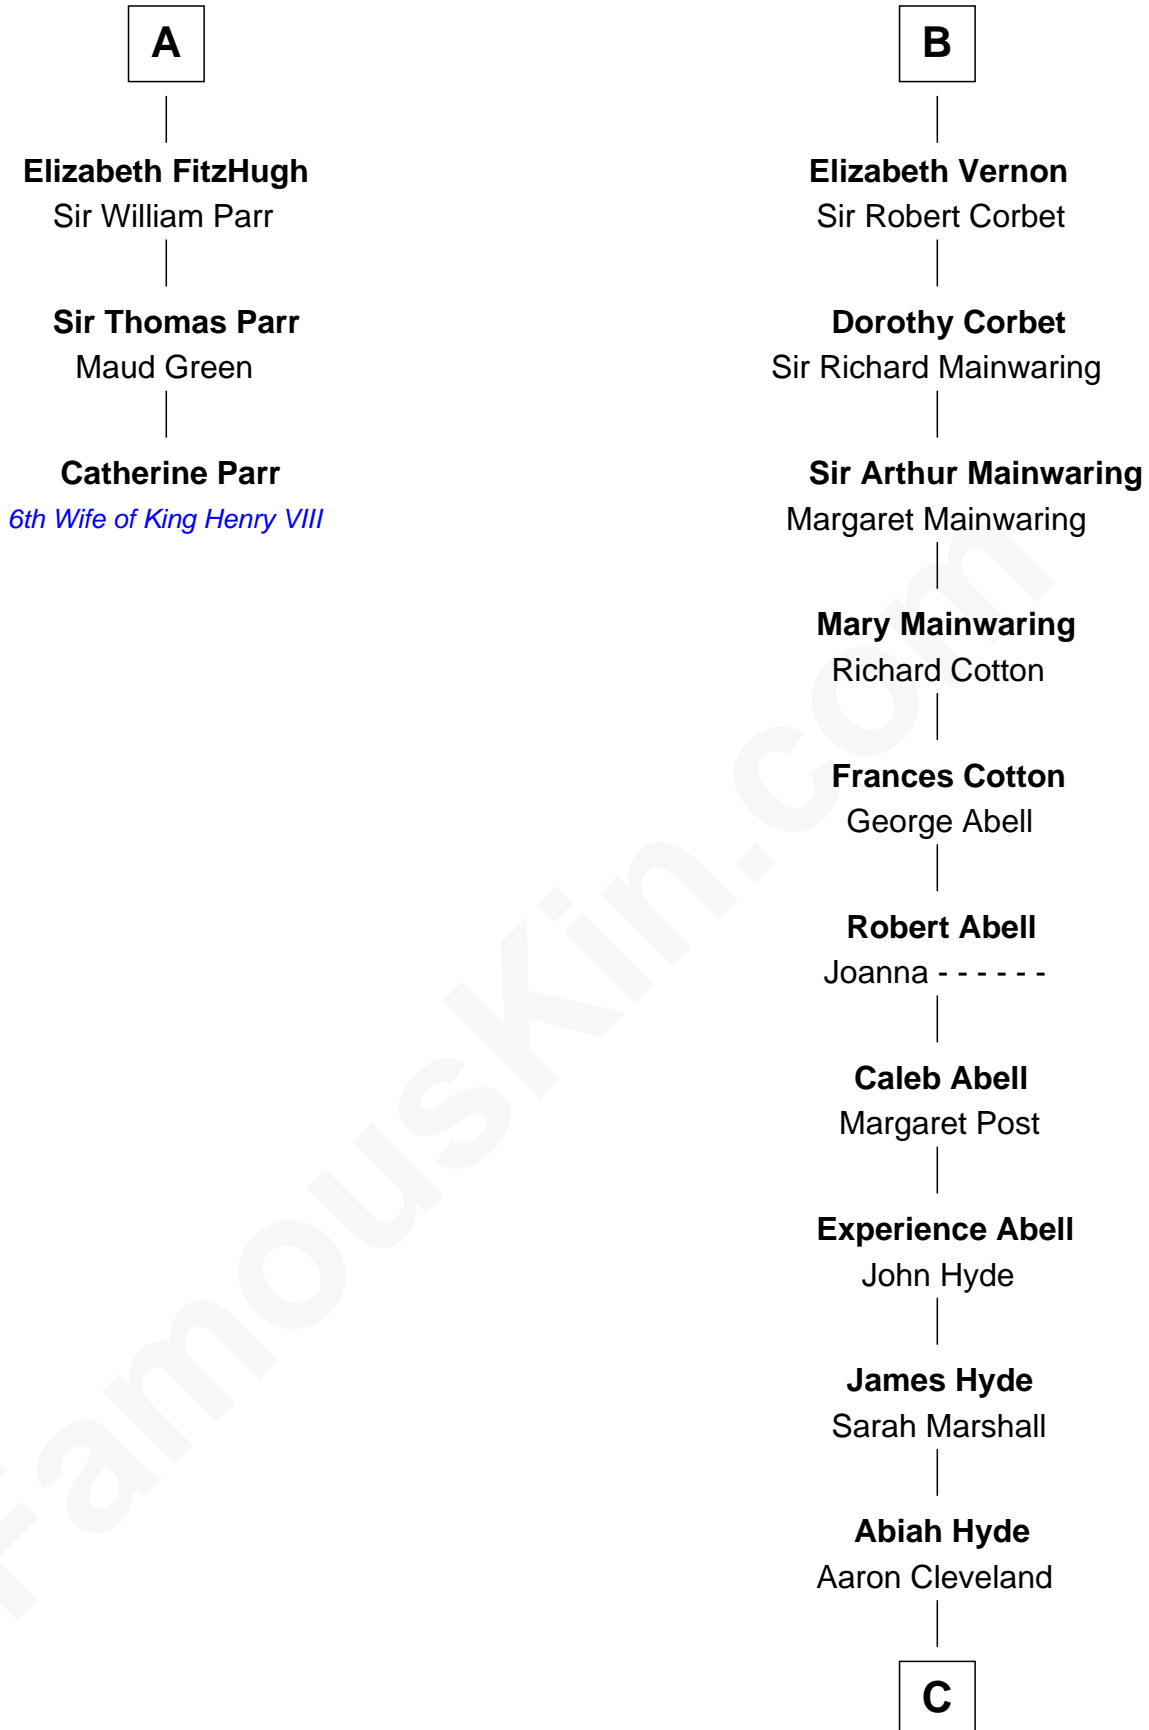 A
Elizabeth FitzHugh
Sir William Parr
Sir Thomas Parr
Maud Green
Catherine Parr
6th Wife of King Henry VIII
B
Elizabeth Vernon
Sir Robert Corbet
Dorothy Corbet
Sir Richard Mainwaring
Sir Arthur Mainwaring
Margaret Mainwaring
Mary Mainwaring
Richard Cotton
Frances Cotton
George Abell
Robert Abell
Joanna - - - - - -
Caleb Abell
Margaret Post
Experience Abell
John Hyde
James Hyde
Sarah Marshall
Abiah Hyde
Aaron Cleveland
C
FamousKin.com